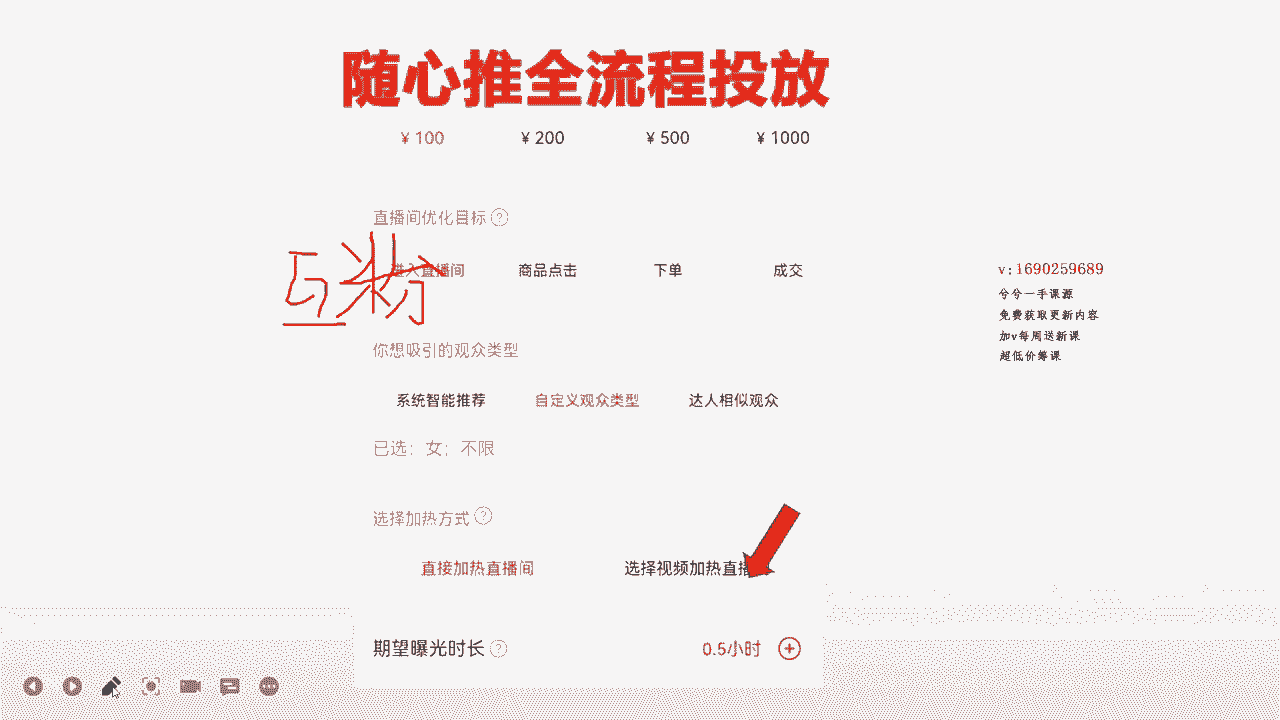 随心推全流程投放
¥ 100 ¥ 200 ¥ 500 ¥ 1000
直播间优化目标 ?
进入直播间 商品点击 下单 成交
互粉
你想吸引的观众类型
系统智能推荐 自定义观众类型 达人相似观众
已选：女；不限
选择加热方式 ?
直接加热直播间 选择视频加热直播
期望曝光时长 ? 0.5小时 +
v:1690259689
兮兮一手课源
免费获取更新内容
加v每周送新课
超低价筹课